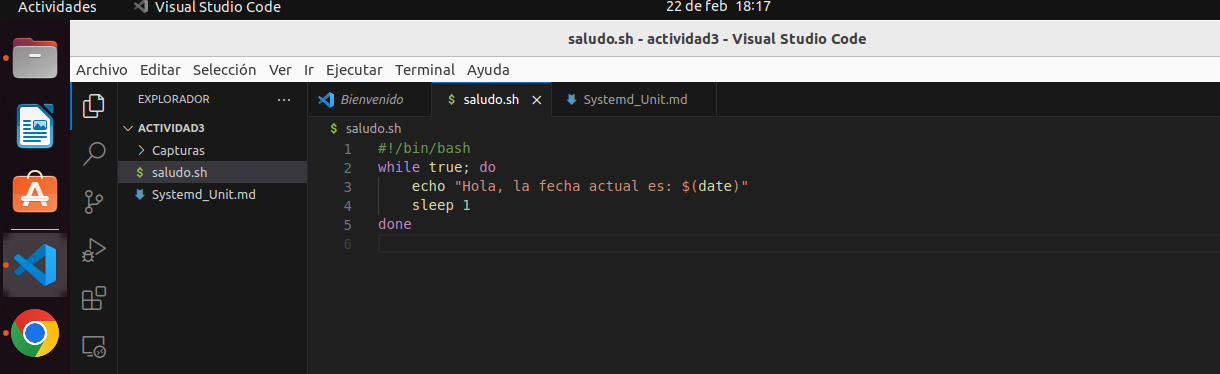 Actividades Visual Studio Code 22 de feb 18:17
saludo.sh - actividad3 - Visual Studio Code
Archivo Editar Selección Ver Ir Ejecutar Terminal Ayuda
EXPLORADOR ...
ACTIVIDAD3
Capturas
$ saludo.sh
Systemd_Unit.md
Bienvenido $ saludo.sh × Systemd_Unit.md
$ saludo.sh
1 #!/bin/bash
2 while true; do
3 echo "Hola, la fecha actual es: $(date)"
4 sleep 1
5 done
6